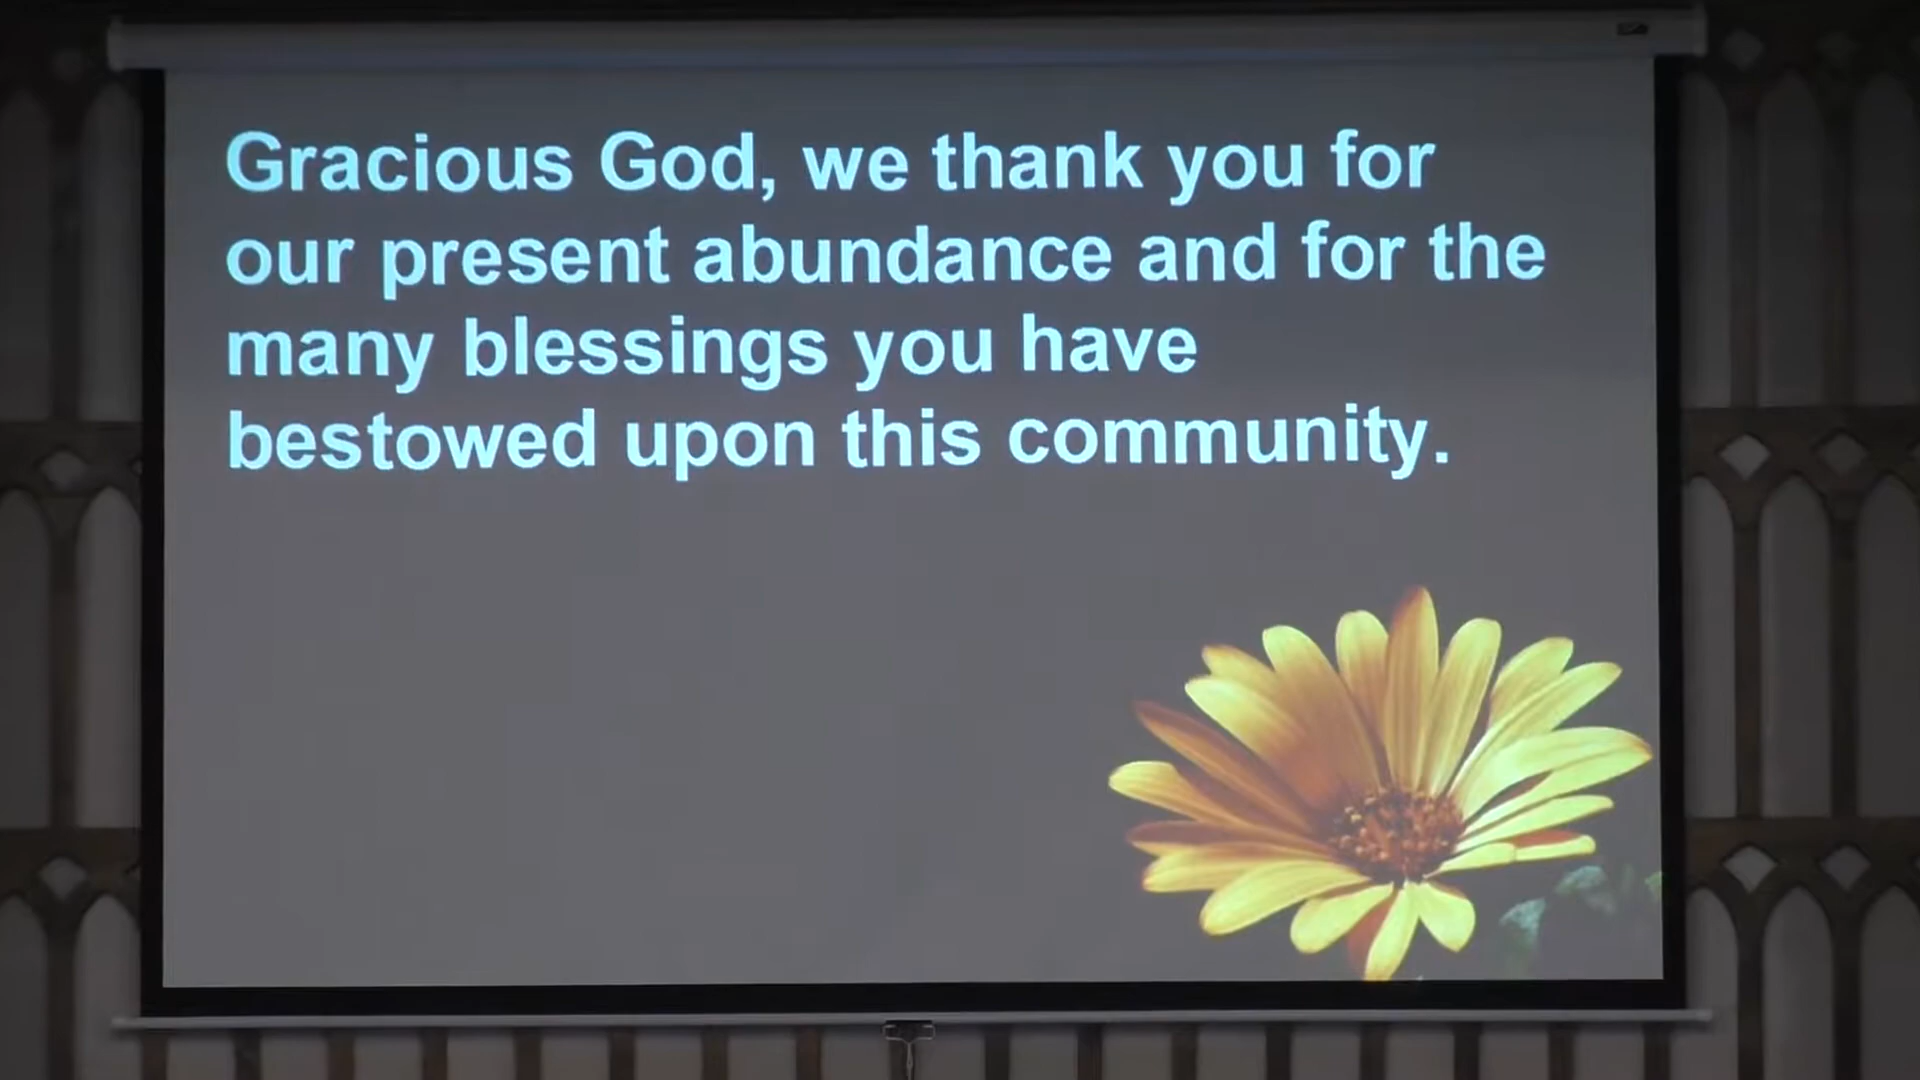 Gracious God, we thank you for
our present abundance and for the
many blessings you have
bestowed upon this community.